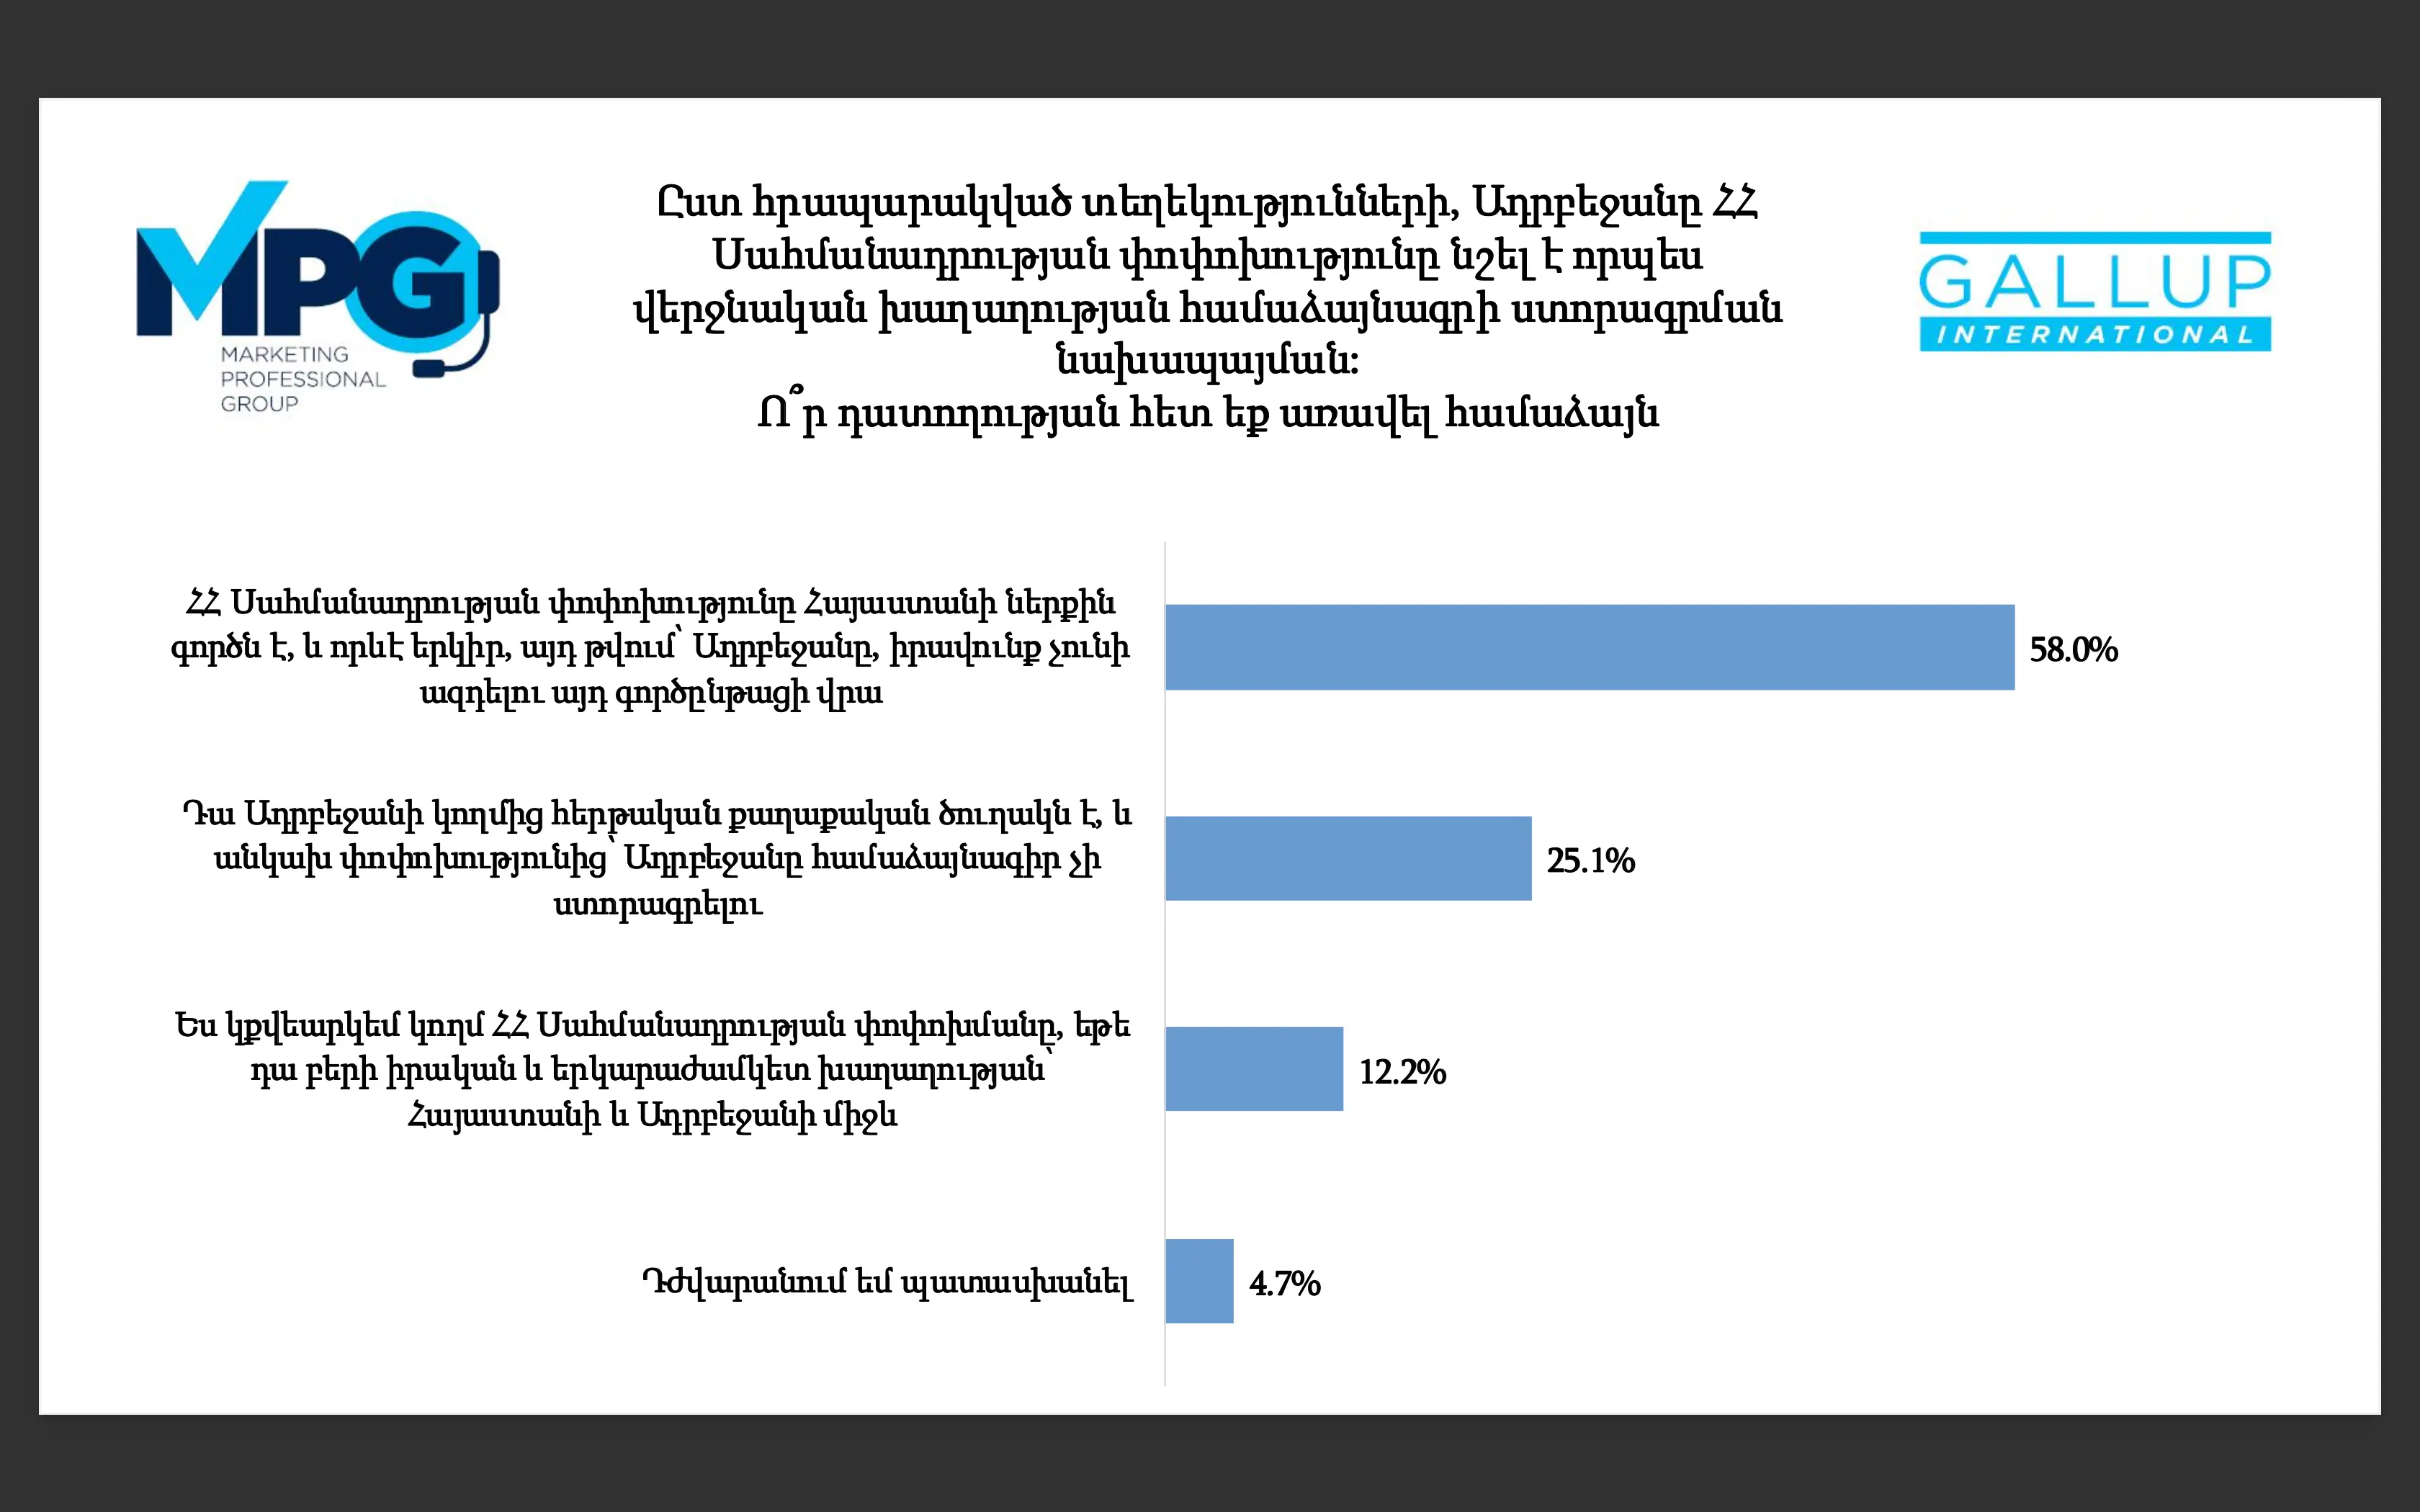 MPG
MARKETING
PROFESSIONAL
GROUP
Ըստ հրապարակված տեղեկությունների, Ադրբեջանը ՀՀ
Սահմանադրության փոփոխությունը նշել է որպես
վերջնական խաղաղության համաձայնագրի ստորագրման
նախապայման:
Ո՞ր դատողության հետ եք առավել համաձայն
GALLUP
INTERNATIONAL
ՀՀ Սահմանադրության փոփոխությունը Հայաստանի ներքին
գործն է, և որևէ երկիր, այդ թվում՝ Ադրբեջանը, իրավունք չունի
ազդելու այդ գործընթացի վրա
58.0%
Դա Ադրբեջանի կողմից հերթական քաղաքական ծուղակն է, և
անկախ փոփոխությունից՝ Ադրբեջանը համաձայնագիր չի
ստորագրելու
25.1%
Ես կքվեարկեմ կողմ ՀՀ Սահմանադրության փոփոխմանը, եթե
դա բերի իրական և երկարաժամկետ խաղաղության՝
Հայաստանի և Ադրբեջանի միջև
12.2%
Դժվարանում եմ պատասխանել
4.7%